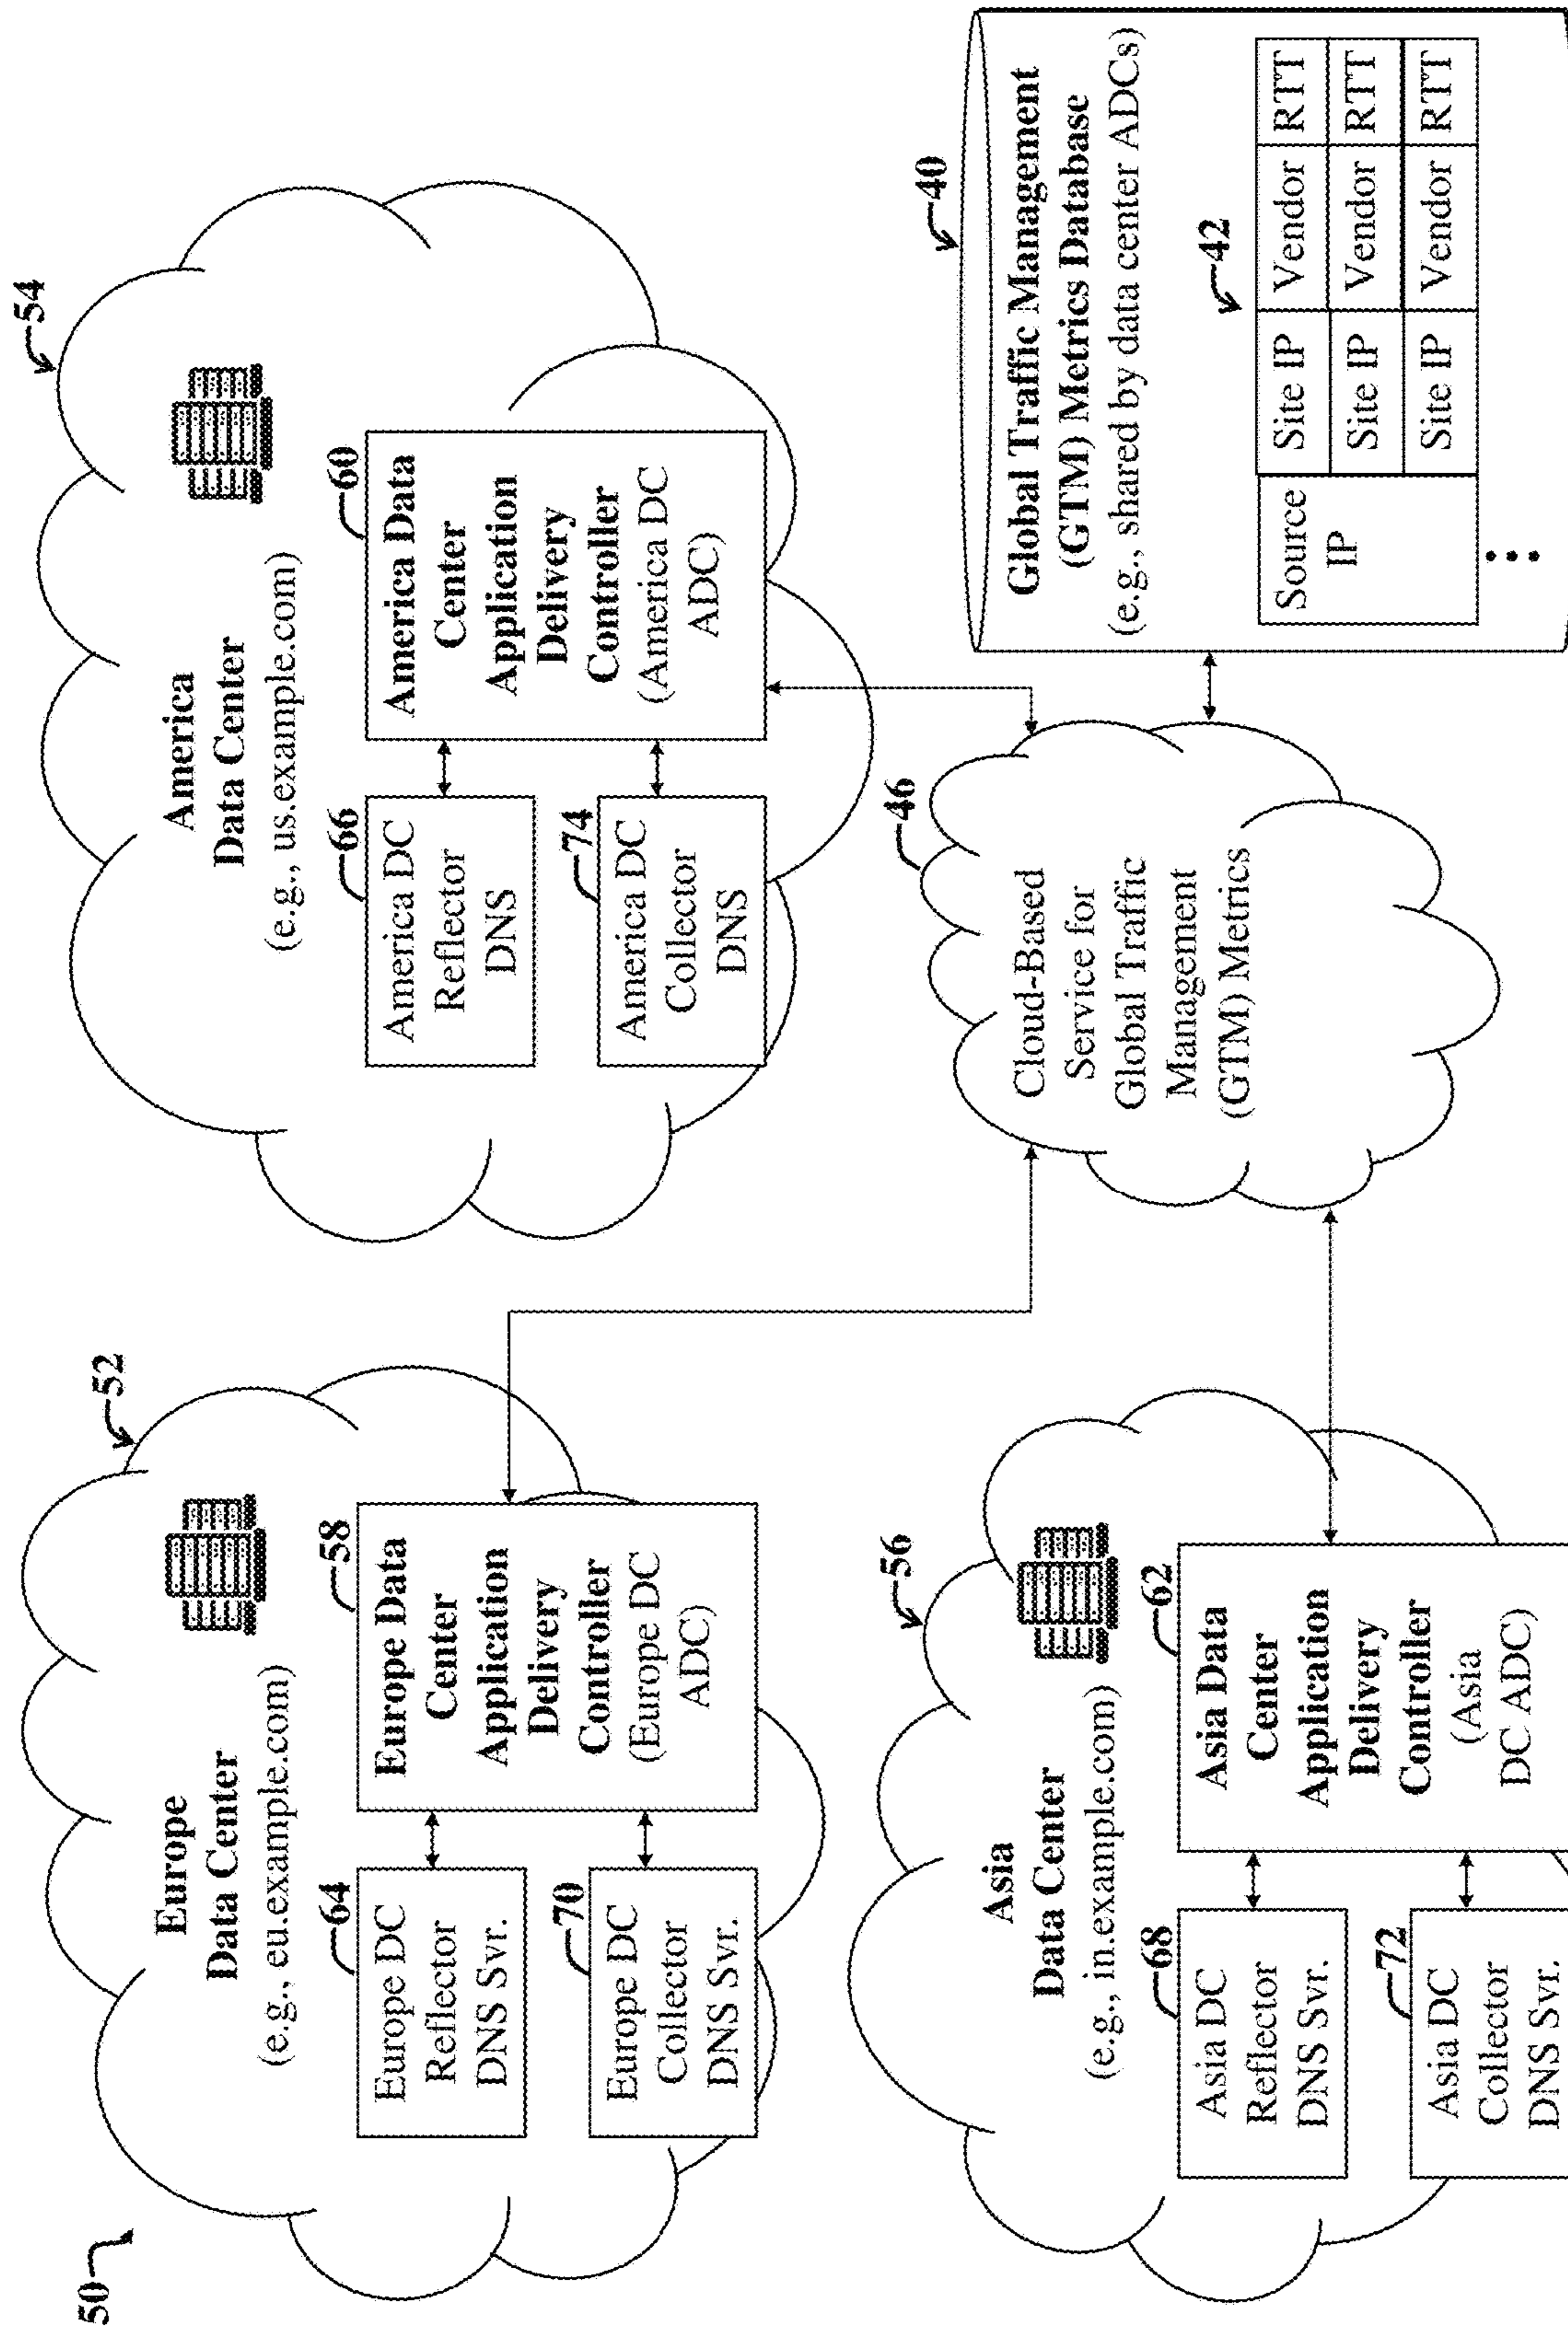 50
52
Europe
Data Center
(e.g., eu.example.com)
64
Europe DC
Reflector
DNS Svr.
70
Europe DC
Collector
DNS Svr.
58
Europe Data
Center
Application
Delivery
Controller
(Europe DC
ADC)
54
America
Data Center
(e.g., us.example.com)
66
America DC
Reflector
DNS
74
America DC
Collector
DNS
60
America Data
Center
Application
Delivery
Controller
(America DC
ADC)
56
Asia
Data Center
(e.g., in.example.com)
68
Asia DC
Reflector
DNS Svr.
72
Asia DC
Collector
DNS Svr.
62
Asia Data
Center
Application
Delivery
Controller
(Asia
DC ADC)
46
Cloud-Based
Service for
Global Traffic
Management
(GTM) Metrics
40
Global Traffic Management
(GTM) Metrics Database
(e.g., shared by data center ADCs)
42
Source
IP
Site IP Vendor RTT
Site IP Vendor RTT
Site IP Vendor RTT